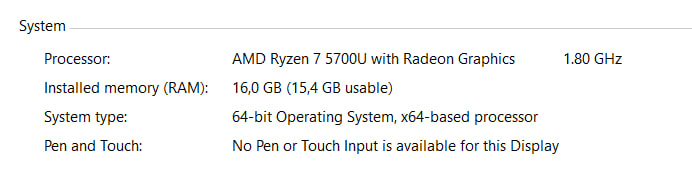 System
Processor: AMD Ryzen 7 5700U with Radeon Graphics 1.80 GHz
Installed memory (RAM): 16,0 GB (15,4 GB usable)
System type: 64-bit Operating System, x64-based processor
Pen and Touch: No Pen or Touch Input is available for this Display